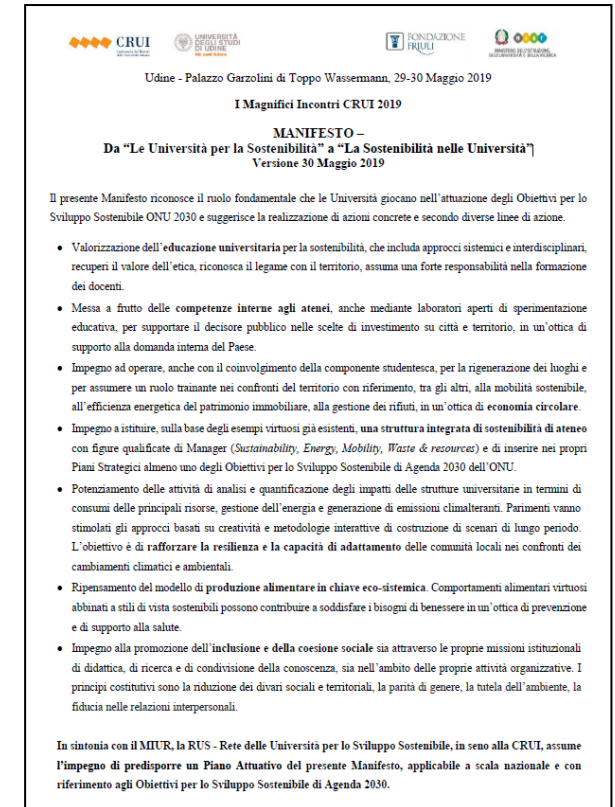 CRUI
UNIVERSITÀ
DEGLI STUDI
DI UDINE
FONDAZIONE
FRIULI
Udine - Palazzo Garzolini di Toppo Wassermann, 29-30 Maggio 2019
I Magnifici Incontri CRUI 2019
MANIFESTO –
Da “Le Università per la Sostenibilità” a “La Sostenibilità nelle Università”
Versione 30 Maggio 2019
Il presente Manifesto riconosce il ruolo fondamentale che le Università giocano nell’attuazione degli Obiettivi per lo
Sviluppo Sostenibile ONU 2030 e suggerisce la realizzazione di azioni concrete e secondo diverse linee di azione.
• Valorizzazione dell’educazione universitaria per la sostenibilità, che includa approcci sistemici e interdisciplinari,
recuperi il valore dell’etica, riconosca il legame con il territorio, assuma una forte responsabilità nella formazione
dei docenti.
• Messa a frutto delle competenze interne agli atenei, anche mediante laboratori aperti di sperimentazione
educativa, per supportare il decisore pubblico nelle scelte di investimento su città e territorio, in un’ottica di
supporto alla domanda interna del Paese.
• Impegno ad operare, anche con il coinvolgimento della componente studentesca, per la rigenerazione dei luoghi e
per assumere un ruolo trainante nei confronti del territorio con riferimento, tra gli altri, alla mobilità sostenibile,
all’efficienza energetica del patrimonio immobiliare, alla gestione dei rifiuti, in un’ottica di economia circolare.
• Impegno a istituire, sulla base degli esempi virtuosi già esistenti, una struttura integrata di sostenibilità di ateneo
con figure qualificate di Manager (Sustainability, Energy, Mobility, Waste & resources) e di inserire nei propri
Piani Strategici almeno uno degli Obiettivi per lo Sviluppo Sostenibile di Agenda 2030 dell’ONU.
• Potenziamento delle attività di analisi e quantificazione degli impatti delle strutture universitarie in termini di
consumi delle principali risorse, gestione dell’energia e generazione di emissioni climalteranti. Parimenti vanno
stimolati gli approcci basati su creatività e metodologie interattive di costruzione di scenari di lungo periodo.
L’obiettivo è di rafforzare la resilienza e la capacità di adattamento delle comunità locali nei confronti dei
cambiamenti climatici e ambientali.
• Ripensamento del modello di produzione alimentare in chiave eco-sistemica. Comportamenti alimentari virtuosi
abbinati a stili di vista sostenibili possono contribuire a soddisfare i bisogni di benessere in un’ottica di prevenzione
e di supporto alla salute.
• Impegno alla promozione dell’inclusione e della coesione sociale sia attraverso le proprie missioni istituzionali
di didattica, di ricerca e di condivisione della conoscenza, sia nell’ambito delle proprie attività organizzative. I
principi costitutivi sono la riduzione dei divari sociali e territoriali, la parità di genere, la tutela dell’ambiente, la
fiducia nelle relazioni interpersonali.
In sintonia con il MIUR, la RUS - Rete delle Università per lo Sviluppo Sostenibile, in seno alla CRUI, assume
l’impegno di predisporre un Piano Attuativo del presente Manifesto, applicabile a scala nazionale e con
riferimento agli Obiettivi per lo Sviluppo Sostenibile di Agenda 2030.